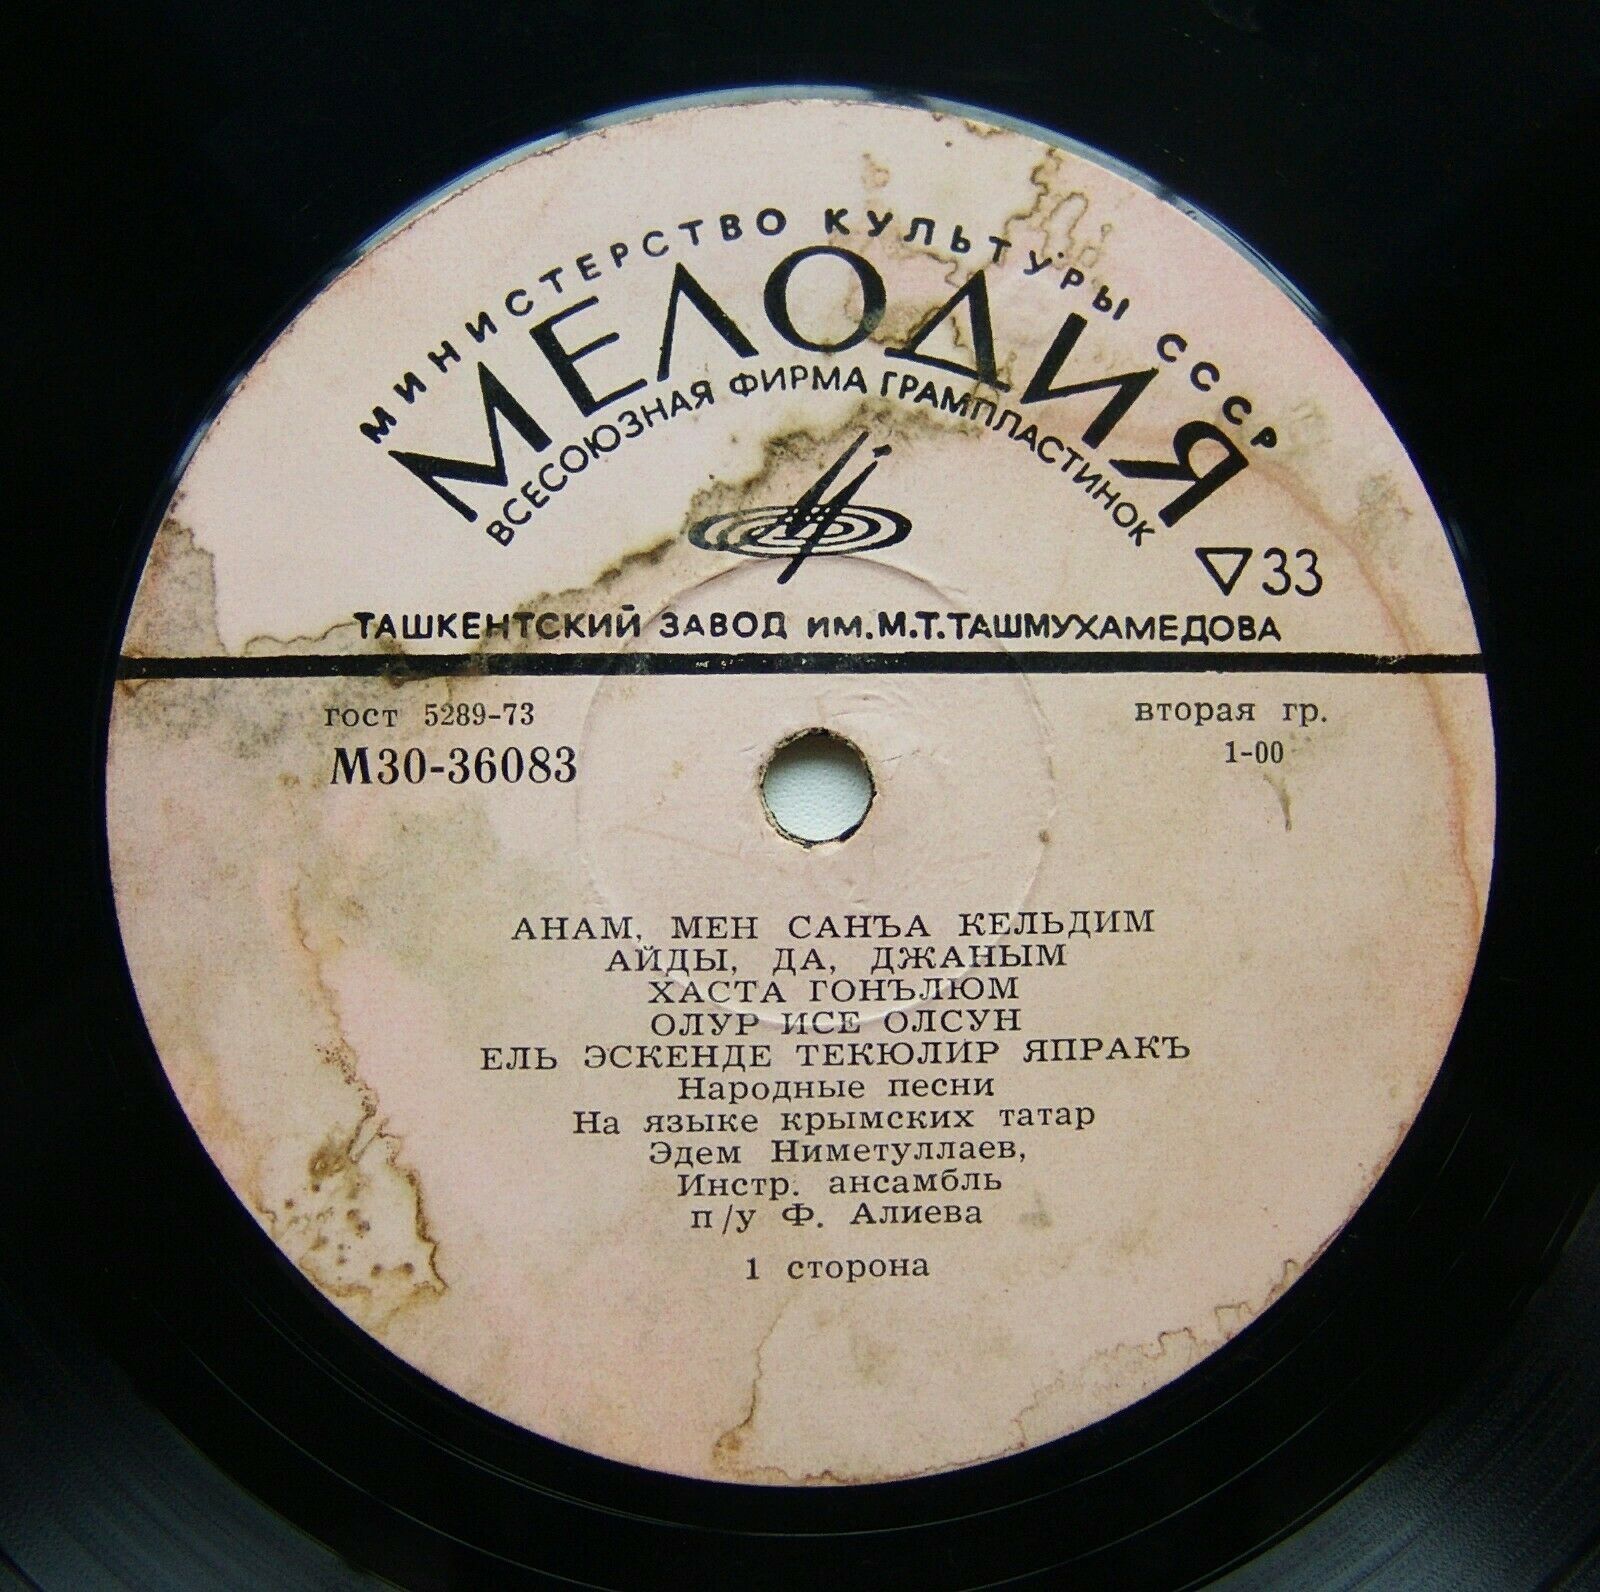 МИНИСТЕРСТВО КУЛЬТУРЫ СССР
МЕЛОДИЯ
ВСЕСОЮЗНАЯ ФИРМА ГРАМПЛАСТИНОК
33
ТАШКЕНТСКИЙ ЗАВОД ИМ. М.Т. ТАШМУХАМЕДОВА
гост 5289-73
вторая гр.
М30-36083
1-00
АНАМ, МЕН САНЪА КЕЛЬДИМ
АЙДЫ, ДА, ДЖАНЫМ
ХАСТА ГОНЪЛЮМ
ОЛУР ИСЕ ОЛСУН
ЕЛЬ ЭСКЕНДЕ ТЕКЮЛИР ЯПРАКЪ
Народные песни
На языке крымских татар
Эдем Ниметуллаев,
Инстр. ансамбль
п/у Ф. Алиева
1 сторона